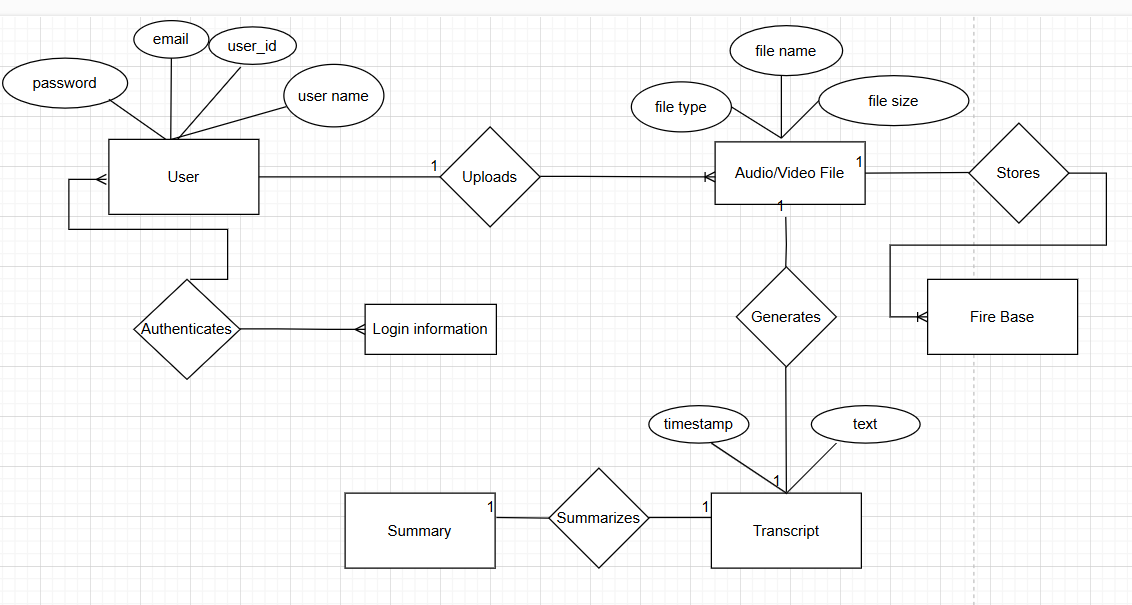 email
user_id
file name
password
user name
file type
file size
1
Uploads
1
Audio/Video File
Stores
User
1
Generates
Fire Base
Authenticates
Login information
timestamp
text
1
1
1
Summary
Summarizes
Transcript